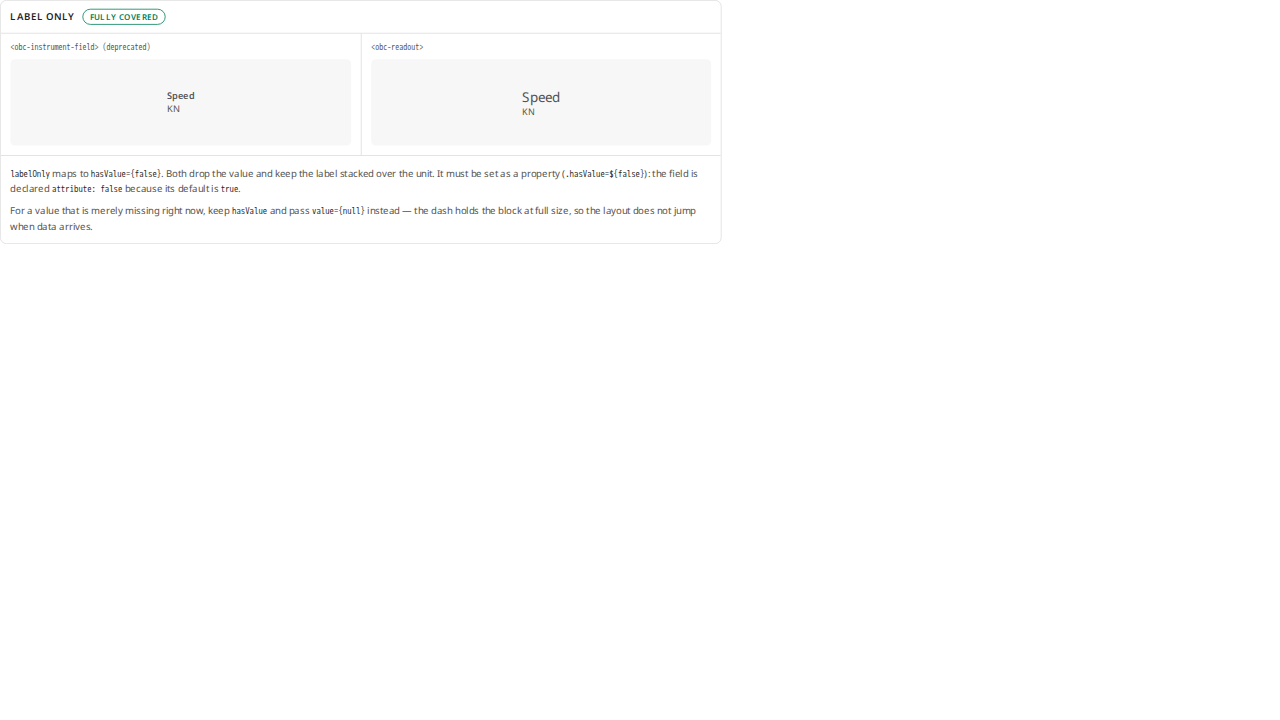 LABEL ONLY FULLY COVERED
<obc-instrument-field> (deprecated)
Speed
KN
<obc-readout>
Speed
KN
labelOnly maps to hasValue={false}. Both drop the value and keep the label stacked over the unit. It must be set as a property (.hasValue=${false}): the field is
declared attribute: false because its default is true.
For a value that is merely missing right now, keep hasValue and pass value={null} instead — the dash holds the block at full size, so the layout does not jump
when data arrives.